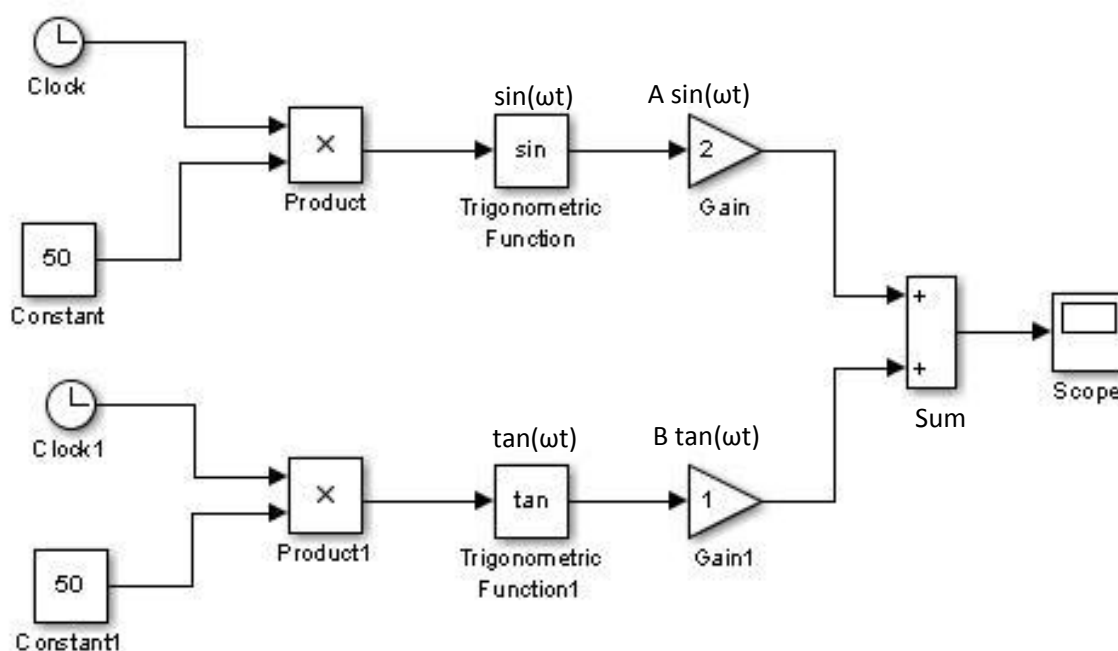 Clock
50
Constant
×
Product
sin(ωt)
sin
Trigonometric
Function
A sin(ωt)
2
Gain
Clock1
50
Constant1
×
Product1
tan(ωt)
tan
Trigonometric
Function1
B tan(ωt)
1
Gain1
+
+
Sum
Scope